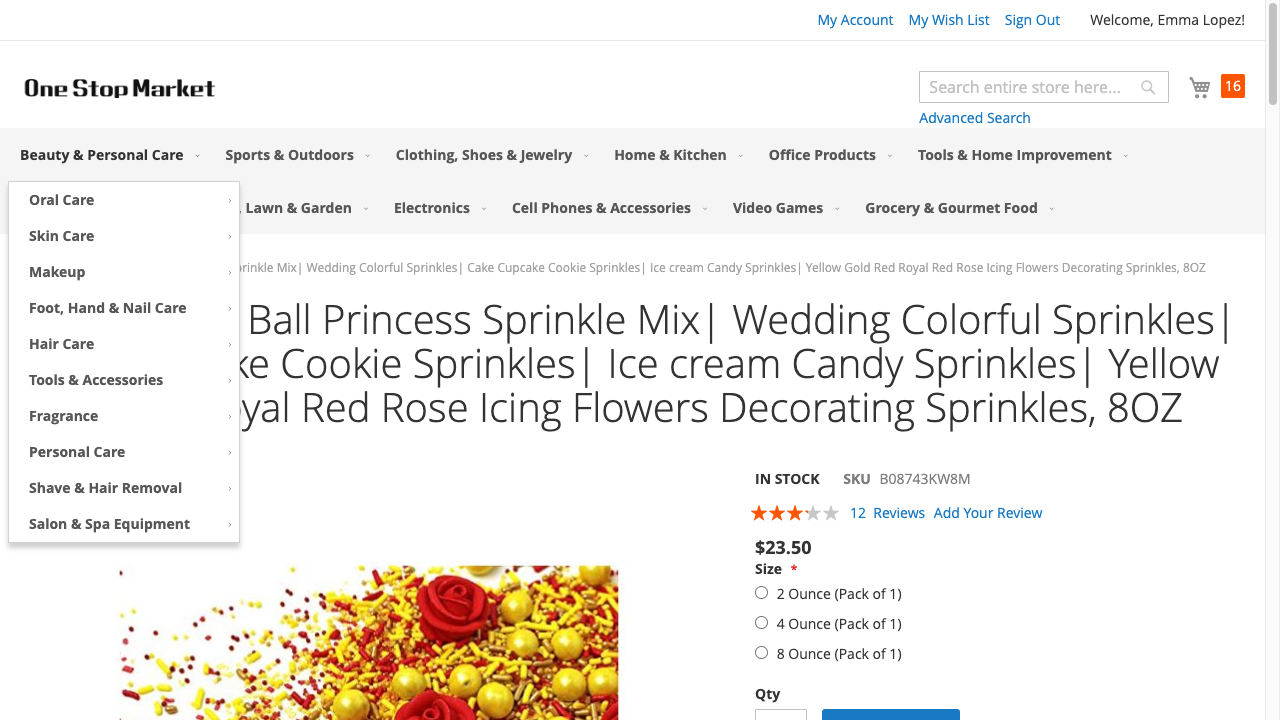 My Account My Wish List Sign Out Welcome, Emma Lopez!
One Stop Market
Search entire store here...
16
Advanced Search
Beauty & Personal Care Sports & Outdoors Clothing, Shoes & Jewelry Home & Kitchen Office Products Tools & Home Improvement
Lawn & Garden Electronics Cell Phones & Accessories Video Games Grocery & Gourmet Food
Oral Care
Skin Care
Makeup
Foot, Hand & Nail Care
Hair Care
Tools & Accessories
Fragrance
Personal Care
Shave & Hair Removal
Salon & Spa Equipment
Mix| Wedding Colorful Sprinkles| Cake Cupcake Cookie Sprinkles| Ice cream Candy Sprinkles| Yellow Gold Red Royal Red Rose Icing Flowers Decorating Sprinkles, 8OZ
Ball Princess Sprinkle Mix| Wedding Colorful Sprinkles|
Cookie Sprinkles| Ice cream Candy Sprinkles| Yellow
Red Rose Icing Flowers Decorating Sprinkles, 8OZ
IN STOCK SKU B08743KW8M
12 Reviews Add Your Review
$23.50
Size *
2 Ounce (Pack of 1)
4 Ounce (Pack of 1)
8 Ounce (Pack of 1)
Qty